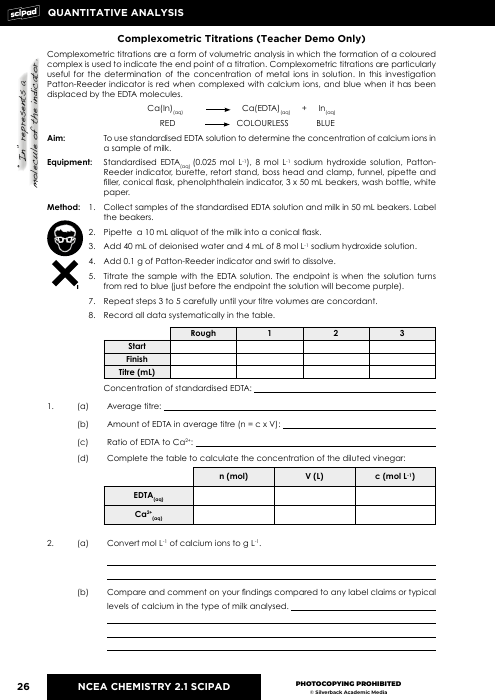 scipad QUANTITATIVE ANALYSIS
Complexometric Titrations (Teacher Demo Only)
Complexometric titrations are a form of volumetric analysis in which the formation of a coloured
complex is used to indicate the end point of a titration. Complexometric titrations are particularly
useful for the determination of the concentration of metal ions in solution. In this investigation
Patton-Reeder indicator is red when complexed with calcium ions, and blue when it has been
displaced by the EDTA molecules.
"In" represents a
molecule of the indicator
Ca(In)(aq) → Ca(EDTA)(aq) + In(aq)
RED → COLOURLESS BLUE
Aim: To use standardised EDTA solution to determine the concentration of calcium ions in
a sample of milk.
Equipment: Standardised EDTA(aq) (0.025 mol L⁻¹), 8 mol L⁻¹ sodium hydroxide solution, Patton-
Reeder indicator, burette, retort stand, boss head and clamp, funnel, pipette and
filler, conical flask, phenolphthalein indicator, 3 x 50 mL beakers, wash bottle, white
paper.
Method: 1. Collect samples of the standardised EDTA solution and milk in 50 mL beakers. Label
the beakers.
2. Pipette a 10 mL aliquot of the milk into a conical flask.
3. Add 40 mL of deionised water and 4 mL of 8 mol L⁻¹ sodium hydroxide solution.
4. Add 0.1 g of Patton-Reeder indicator and swirl to dissolve.
5. Titrate the sample with the EDTA solution. The endpoint is when the solution turns
from red to blue (just before the endpoint the solution will become purple).
7. Repeat steps 3 to 5 carefully until your titre volumes are concordant.
8. Record all data systematically in the table.
Rough 1 2 3
Start
Finish
Titre (mL)
Concentration of standardised EDTA:
1. (a) Average titre:
(b) Amount of EDTA in average titre (n = c x V):
(c) Ratio of EDTA to Ca²⁺:
(d) Complete the table to calculate the concentration of the diluted vinegar:
n (mol) V (L) c (mol L⁻¹)
EDTA(aq)
Ca²⁺(aq)
2. (a) Convert mol L⁻¹ of calcium ions to g L⁻¹.
(b) Compare and comment on your findings compared to any label claims or typical
levels of calcium in the type of milk analysed.
26 NCEA CHEMISTRY 2.1 SCIPAD PHOTOCOPYING PROHIBITED
© Silverback Academic Media